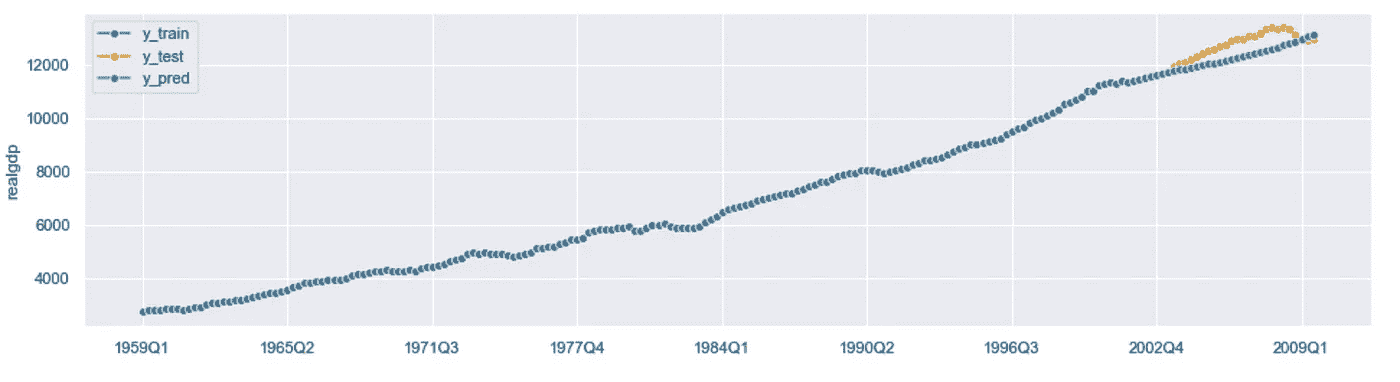 y_train
y_test
y_pred
12000
10000
8000
6000
4000
realgdp
1959Q1 1965Q2 1971Q3 1977Q4 1984Q1 1990Q2 1996Q3 2002Q4 2009Q1